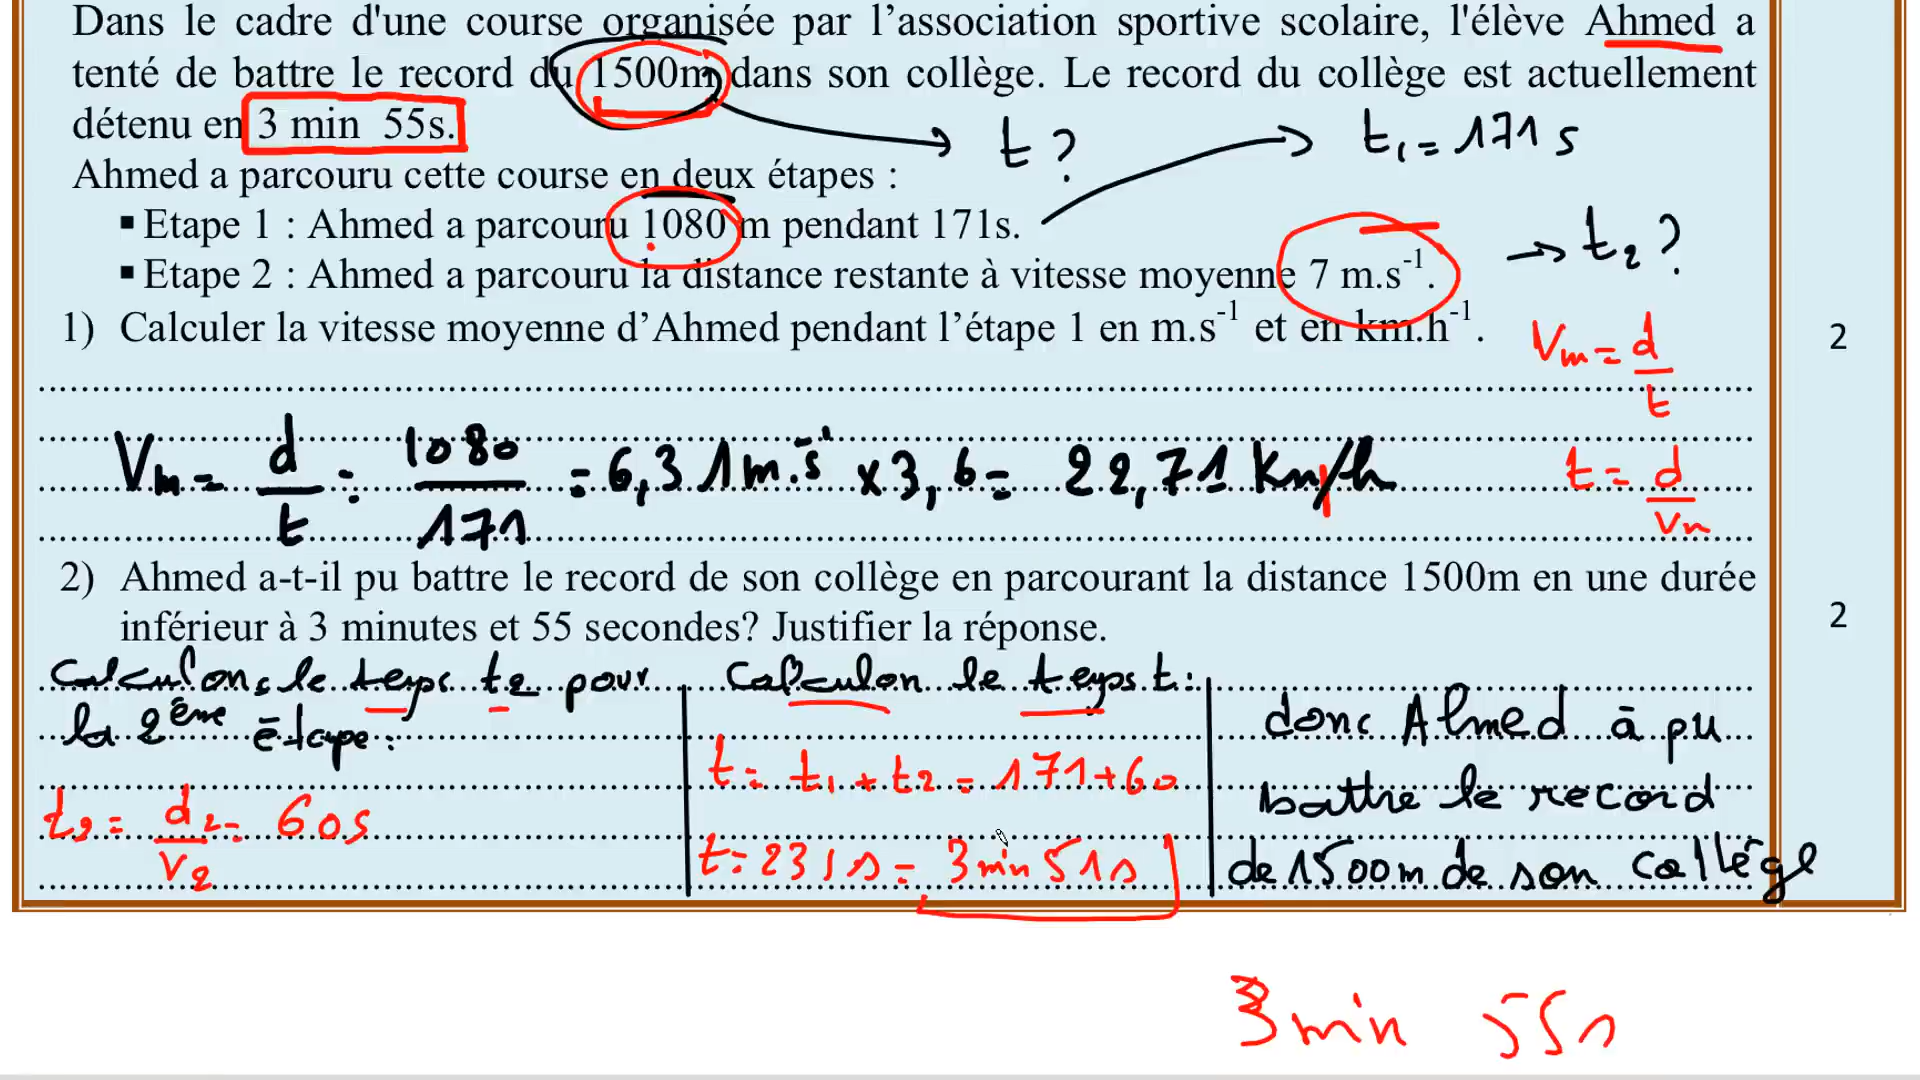 Dans le cadre d'une course organisée par l’association sportive scolaire, l'élève Ahmed a
tenté de battre le record du 1500m dans son collège. Le record du collège est actuellement
détenu en 3 min 55s.
t ?
t₁ = 171 s
Ahmed a parcouru cette course en deux étapes :
▪ Etape 1 : Ahmed a parcouru 1080 m pendant 171s.
▪ Etape 2 : Ahmed a parcouru la distance restante à vitesse moyenne 7 m.s⁻¹.
→ t₂ ?
1) Calculer la vitesse moyenne d’Ahmed pendant l’étape 1 en m.s⁻¹ et en km.h⁻¹.
2
Vm = d/t
Vm = d/t = 1080/171 = 6,31 m.s⁻¹ x3,6 = 22,71 Km/h
t = d/Vm
2) Ahmed a-t-il pu battre le record de son collège en parcourant la distance 1500m en une durée
inférieur à 3 minutes et 55 secondes? Justifier la réponse.
2
Calculons le temps t2 pour
la 2ème étape:
t2 = d2/v2 = 60s
Calculon le temps t:
t = t1 + t2 = 171+60
t = 231s = 3min 51s
donc Ahmed à pu
battre le record
de 1500m de son collége
3min 55s